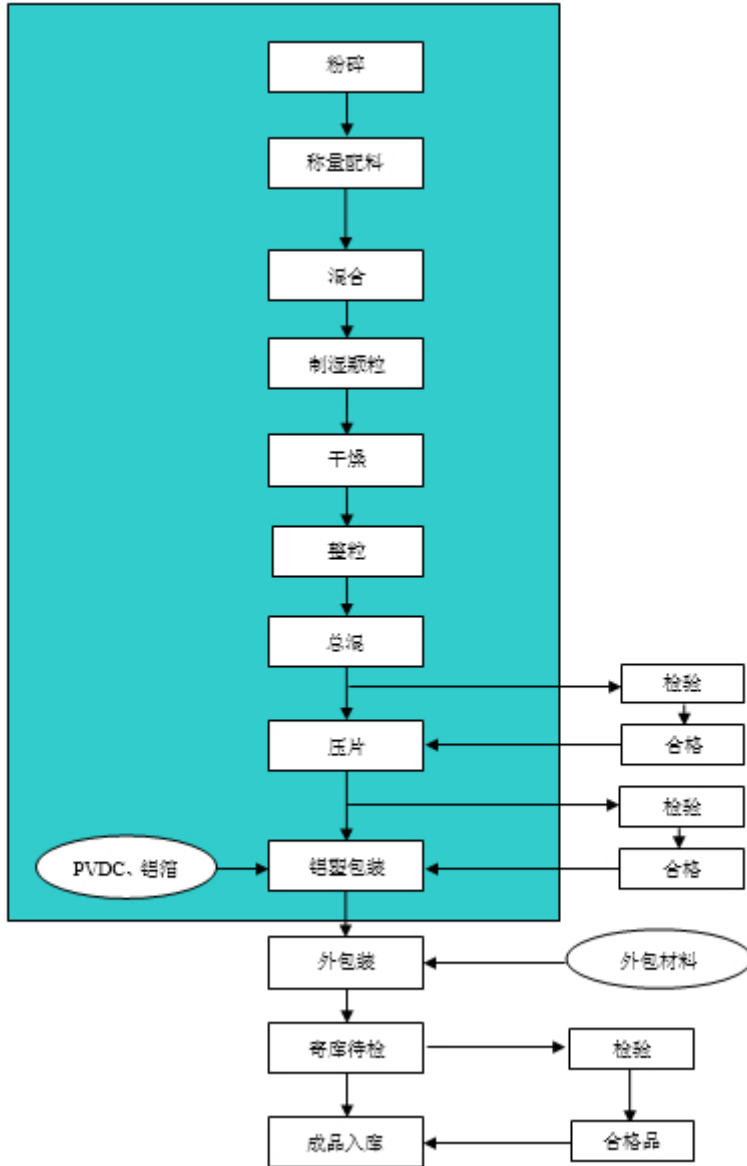 粉碎
称量配料
混合
制湿颗粒
干燥
整粒
总混
检验
压片
合格
检验
PVDC、铝箔
铝塑包装
合格
外包装
外包材料
寄库待检
检验
成品入库
合格品